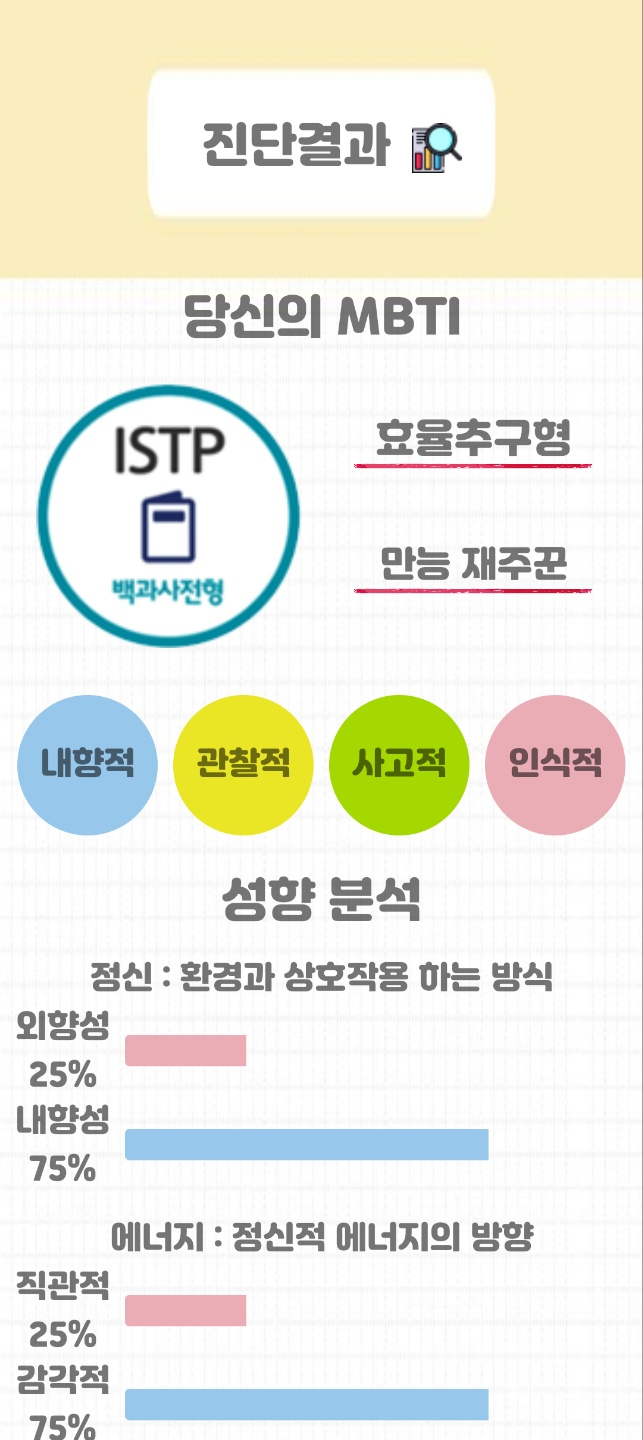 진단결과
당신의 MBTI
ISTP
백과사전형
효율추구형
만능 재주꾼
내향적
관찰적
사고적
인식적
성향 분석
정신 : 환경과 상호작용 하는 방식
외향성
25%
내향성
75%
에너지 : 정신적 에너지의 방향
직관적
25%
감각적
75%